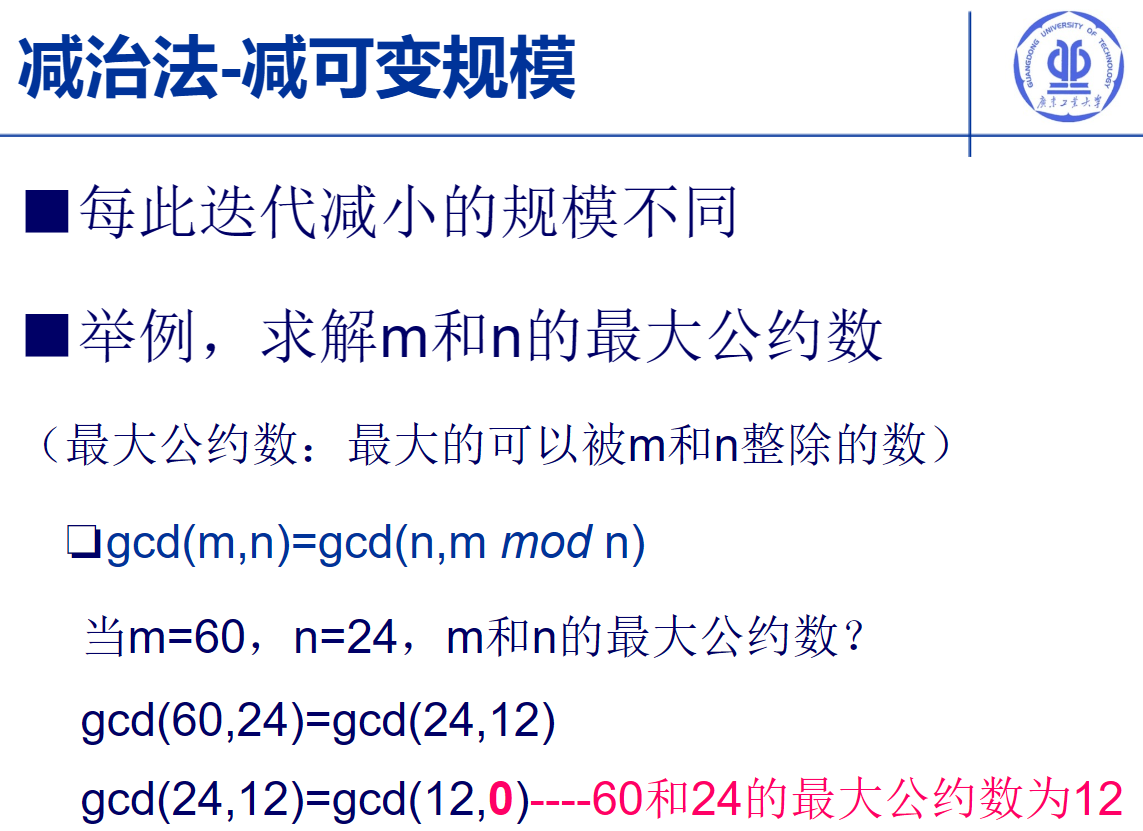 减治法-减可变规模
GUANGDONG UNIVERSITY OF TECHNOLOGY
广东工业大学
■每此迭代减小的规模不同
■举例，求解m和n的最大公约数
（最大公约数：最大的可以被m和n整除的数）
❑gcd(m,n)=gcd(n,m mod n)
当m=60，n=24，m和n的最大公约数？
gcd(60,24)=gcd(24,12)
gcd(24,12)=gcd(12,0)----60和24的最大公约数为12